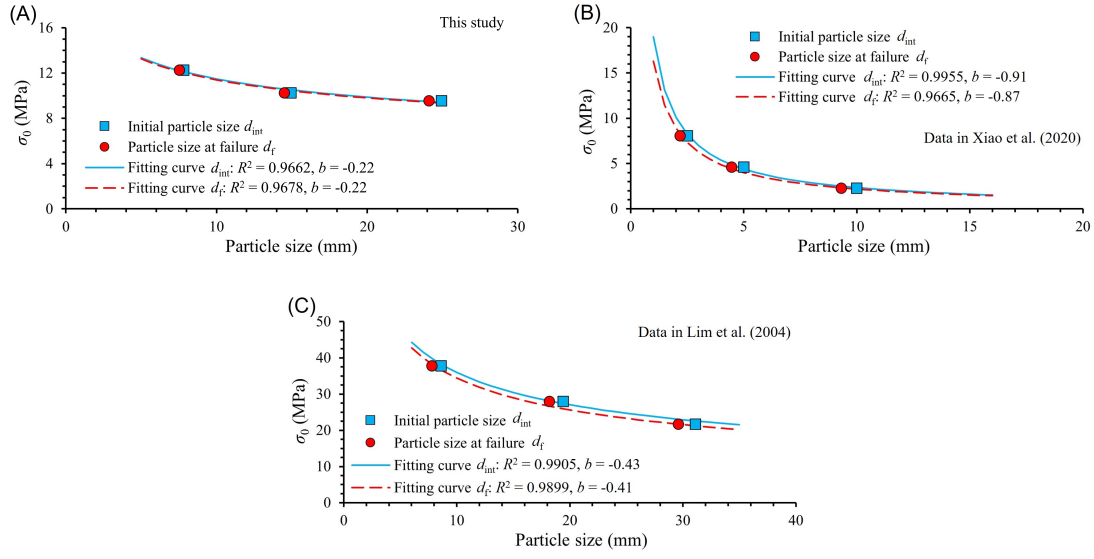 (A)
This study
16
12
8
4
0
σ0 (MPa)
Initial particle size dint
Particle size at failure df
Fitting curve dint: R2 = 0.9662, b = -0.22
Fitting curve df: R2 = 0.9678, b = -0.22
0 10 20 30
Particle size (mm)
(B)
20
15
10
5
0
σ0 (MPa)
Initial particle size dint
Particle size at failure df
Fitting curve dint: R2 = 0.9955, b = -0.91
Fitting curve df: R2 = 0.9665, b = -0.87
Data in Xiao et al. (2020)
0 5 10 15 20
Particle size (mm)
(C)
Data in Lim et al. (2004)
50
40
30
20
10
0
σ0 (MPa)
Initial particle size dint
Particle size at failure df
Fitting curve dint: R2 = 0.9905, b = -0.43
Fitting curve df: R2 = 0.9899, b = -0.41
0 10 20 30 40
Particle size (mm)